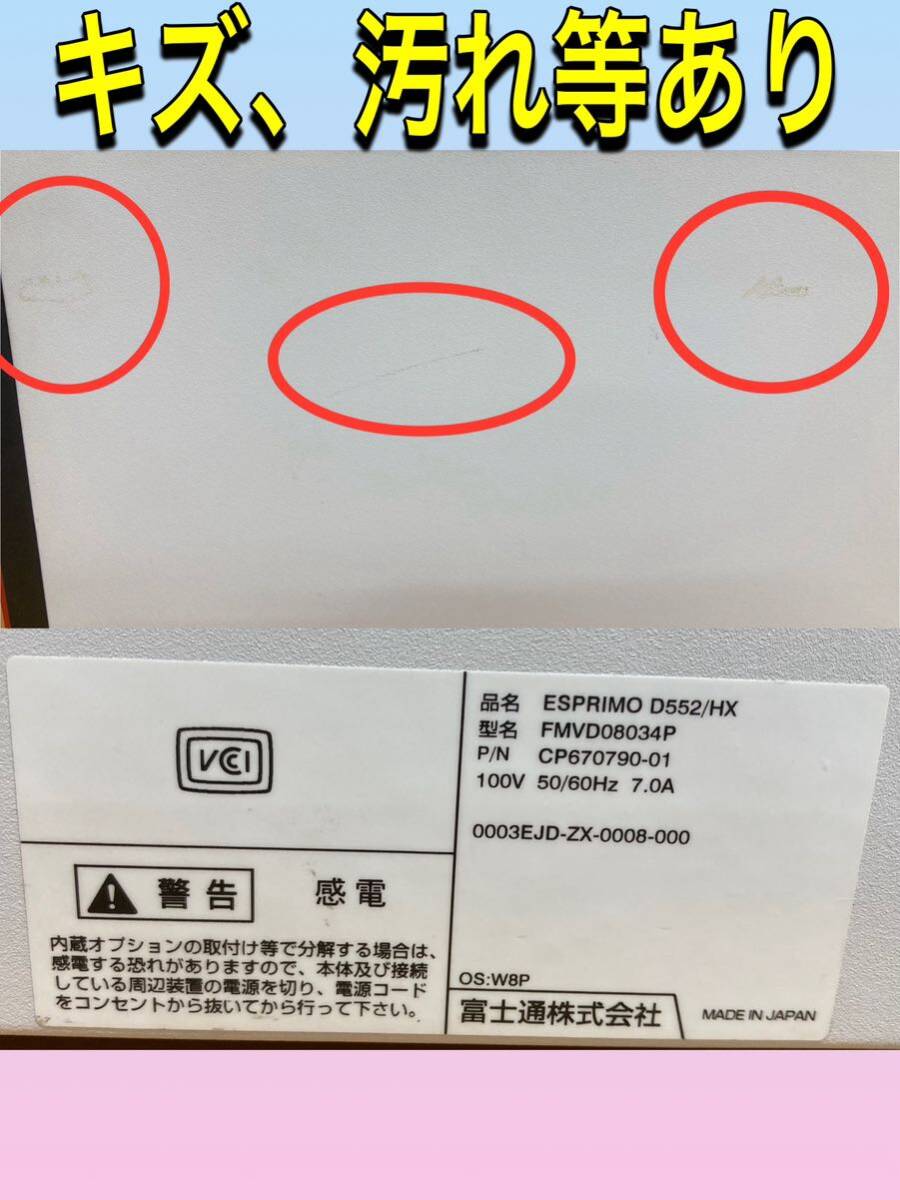 キズ、汚れ等あり
VCI
警告 感電
内蔵オプションの取付け等で分解する場合は、
感電する恐れがありますので、本体及び接続
している周辺装置の電源を切り、電源コード
をコンセントから抜いてから行って下さい。
品名 ESPRIMO D552/HX
型名 FMVD08034P
P/N CP670790-01
100V 50/60Hz 7.0A
0003EJD-ZX-0008-000
OS:W8P
富士通株式会社 MADE IN JAPAN